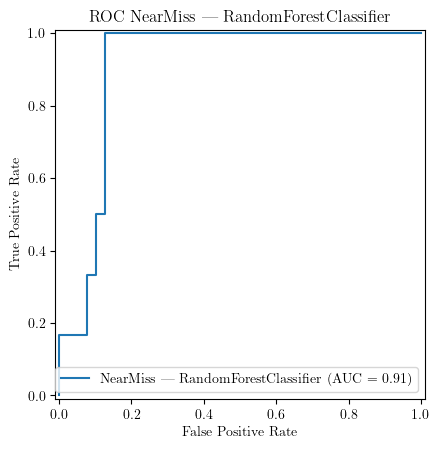 ROC NearMiss — RandomForestClassifier
1.0
0.8
0.6
0.4
0.2
0.0
True Positive Rate
NearMiss — RandomForestClassifier (AUC = 0.91)
0.0 0.2 0.4 0.6 0.8 1.0
False Positive Rate